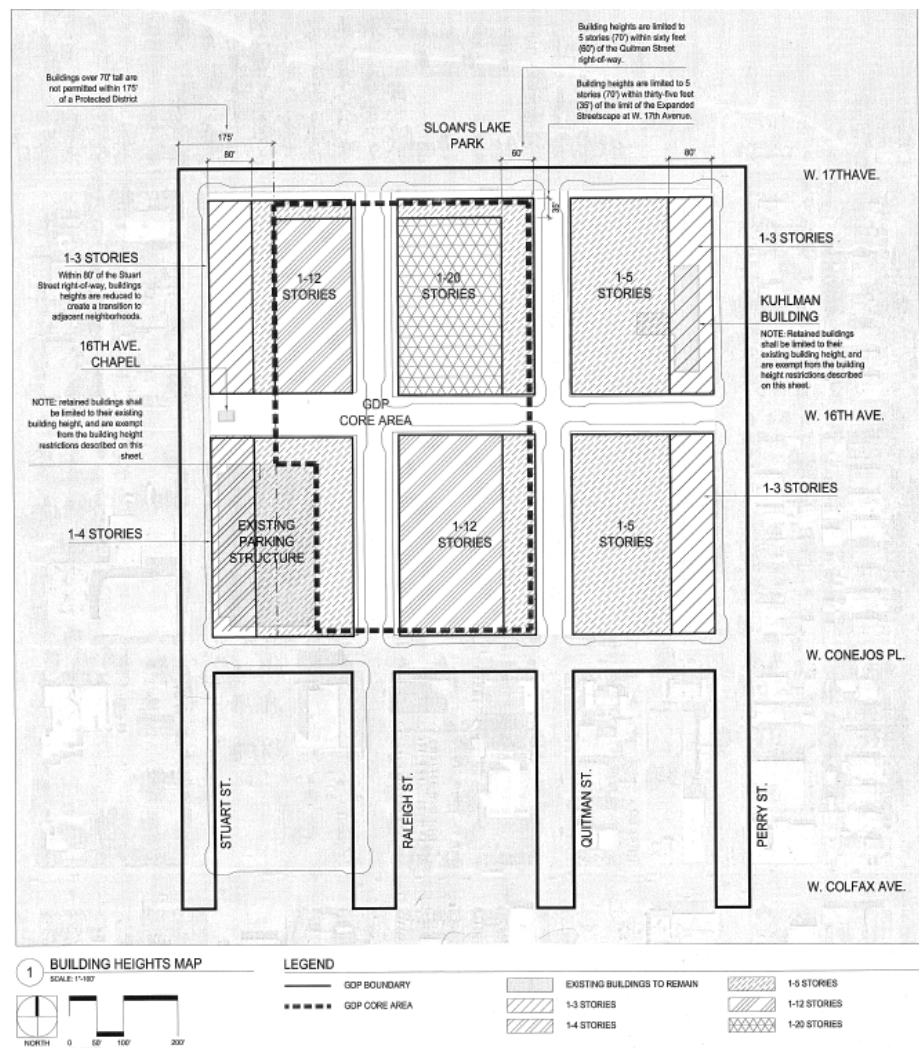 Building heights are limited to
5 stories (70') within sixty feet
(60') of the Quitman Street
right-of-way.
Buildings over 70' tall are
not permitted within 175'
of a Protected District
Building heights are limited to 5
stories (70') within thirty-five feet
(35') of the limit of the Expanded
Streetscape at W. 17th Avenue.
SLOAN'S LAKE
PARK
175'
80'
60'
80'
35'
W. 17THAVE.
1-3 STORIES
Within 80' of the Stuart
Street right-of-way, buildings
heights are reduced to
create a transition to
adjacent neighborhoods.
1-12
STORIES
1-20
STORIES
1-5
STORIES
1-3 STORIES
KUHLMAN
BUILDING
NOTE: Retained buildings
shall be limited to their
existing building height, and
are exempt from the building
height restrictions described
on this sheet.
16TH AVE.
CHAPEL
NOTE: retained buildings shall
be limited to their existing
building height, and are exempt
from the building height
restrictions described on this
sheet.
GDP
CORE AREA
W. 16TH AVE.
1-4 STORIES
EXISTING
PARKING
STRUCTURE
1-12
STORIES
1-5
STORIES
1-3 STORIES
W. CONEJOS PL.
STUART ST.
RALEIGH ST.
QUITMAN ST.
PERRY ST.
W. COLFAX AVE.
1
BUILDING HEIGHTS MAP
SCALE: 1"-100'
NORTH
0 50' 100' 200'
LEGEND
GDP BOUNDARY
GDP CORE AREA
EXISTING BUILDINGS TO REMAIN
1-3 STORIES
1-4 STORIES
1-5 STORIES
1-12 STORIES
1-20 STORIES